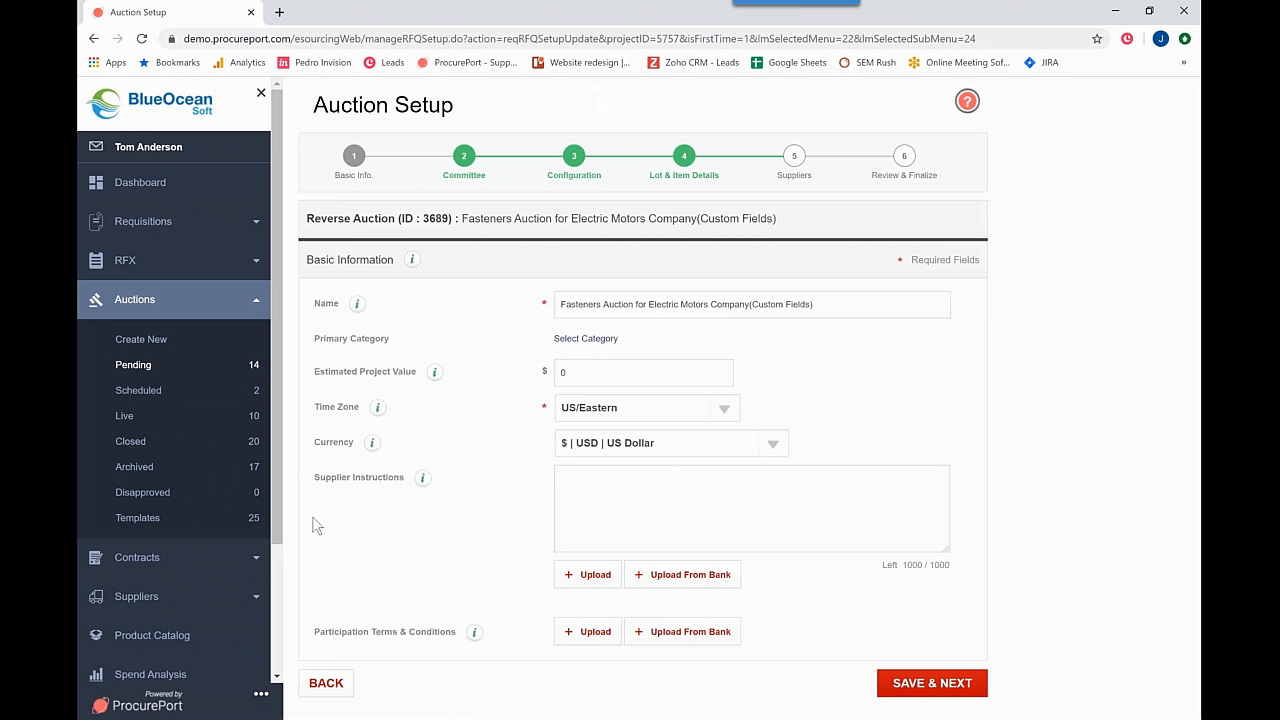 Auction Setup
demo.procureport.com/esourcingWeb/manageRFQSetup.do?action=reqRFQSetupUpdate&projectID=5757&isFirstTime=1&lmSelectedMenu=22&lmSelectedSubMenu=24
J
Apps Bookmarks Analytics Pedro Invision Leads ProcurePort - Supp... Website redesign |... Zoho CRM - Leads Google Sheets SEM Rush Online Meeting Sof... JIRA »
BlueOcean
Soft
Tom Anderson
Dashboard
Requisitions
RFX
Auctions
Create New
Pending 14
Scheduled 2
Live 10
Closed 20
Archived 17
Disapproved 0
Templates 25
Contracts
Suppliers
Product Catalog
Spend Analysis
Powered by
ProcurePort
Auction Setup
?
1 2 3 4 5 6
Basic Info. Committee Configuration Lot & Item Details Suppliers Review & Finalize
Reverse Auction (ID : 3689) : Fasteners Auction for Electric Motors Company(Custom Fields)
Basic Information i * Required Fields
Name i * Fasteners Auction for Electric Motors Company(Custom Fields)
Primary Category Select Category
Estimated Project Value i $ 0
Time Zone i * US/Eastern
Currency i $ | USD | US Dollar
Supplier Instructions i
Left 1000 / 1000
+ Upload + Upload From Bank
Participation Terms & Conditions i + Upload + Upload From Bank
BACK SAVE & NEXT